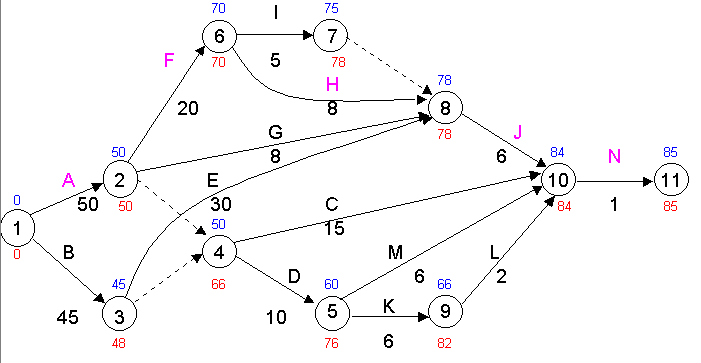 70 I 75
6 7
F 70 5 78
H 78
20 8 8
G 78 J
50 8 6 84 N 85
A 2 E 10 11
0 50 50 30 84 1 85
1 50 C
0 B 4 15
66 M L
45 D 60 6 66 2
3 5 K 9
45 48 10 76 6 82